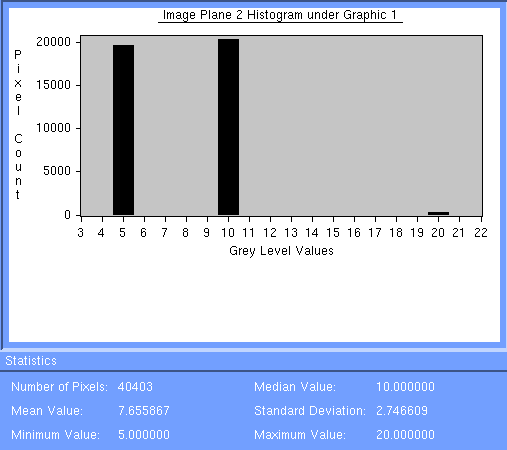 Image Plane 2 Histogram under Graphic 1
Pixel Count
20000
15000
10000
5000
0
3 4 5 6 7 8 9 10 11 12 13 14 15 16 17 18 19 20 21 22
Grey Level Values
Statistics
Number of Pixels: 40403 Median Value: 10.000000
Mean Value: 7.655867 Standard Deviation: 2.746609
Minimum Value: 5.000000 Maximum Value: 20.000000